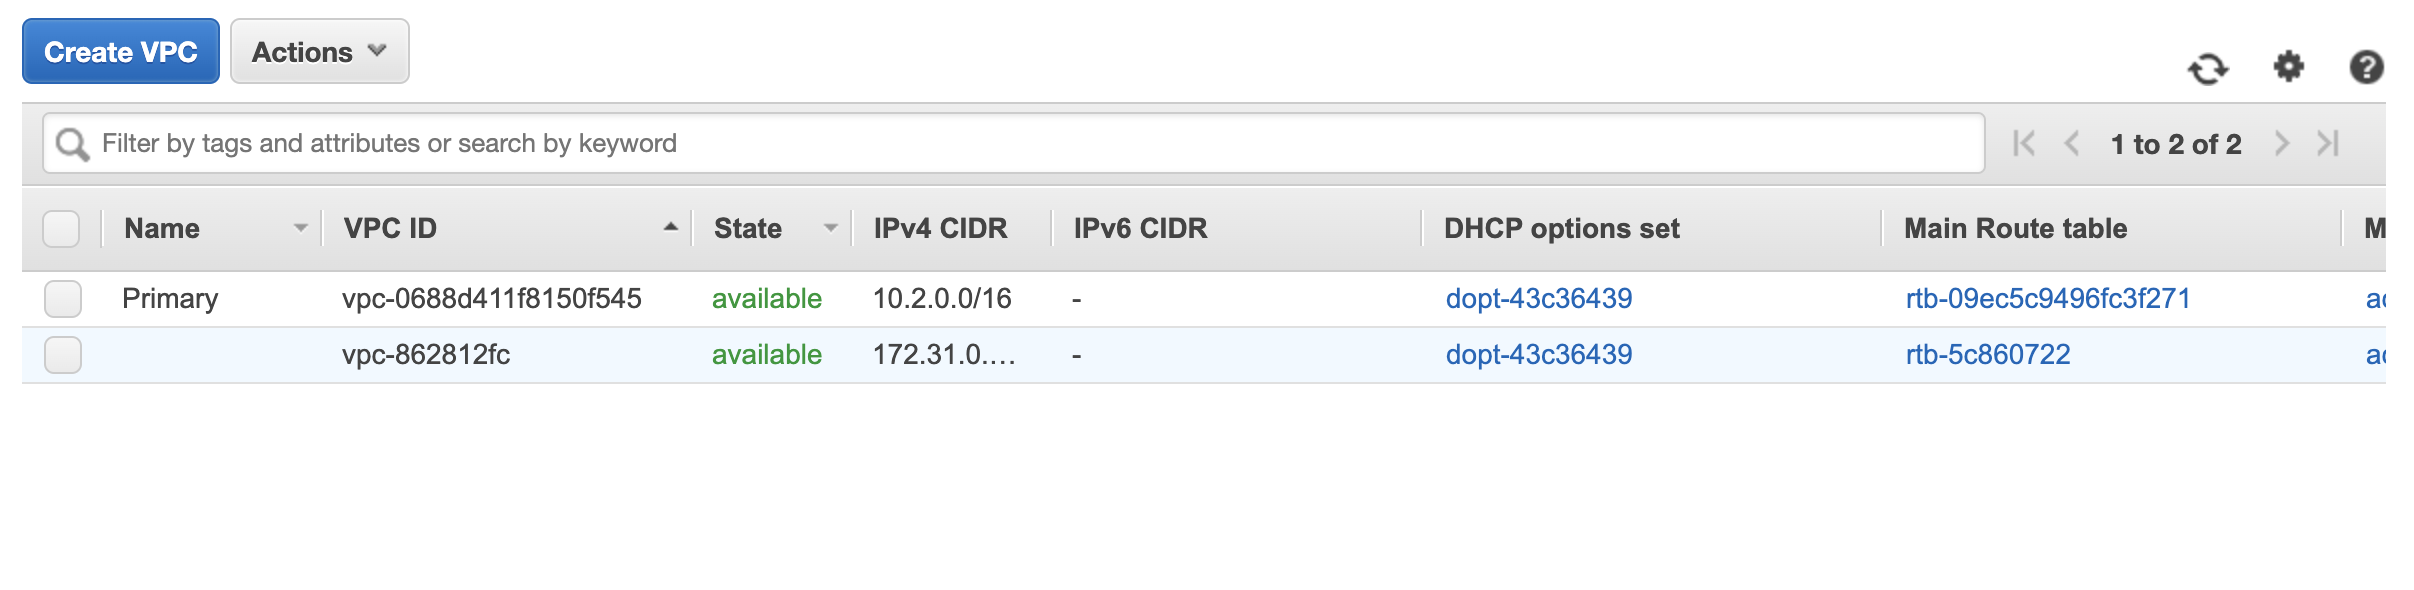 Create VPC Actions
Filter by tags and attributes or search by keyword 1 to 2 of 2
Name VPC ID State IPv4 CIDR IPv6 CIDR DHCP options set Main Route table
Primary vpc-0688d411f8150f545 available 10.2.0.0/16 - dopt-43c36439 rtb-09ec5c9496fc3f271
vpc-862812fc available 172.31.0.… - dopt-43c36439 rtb-5c860722